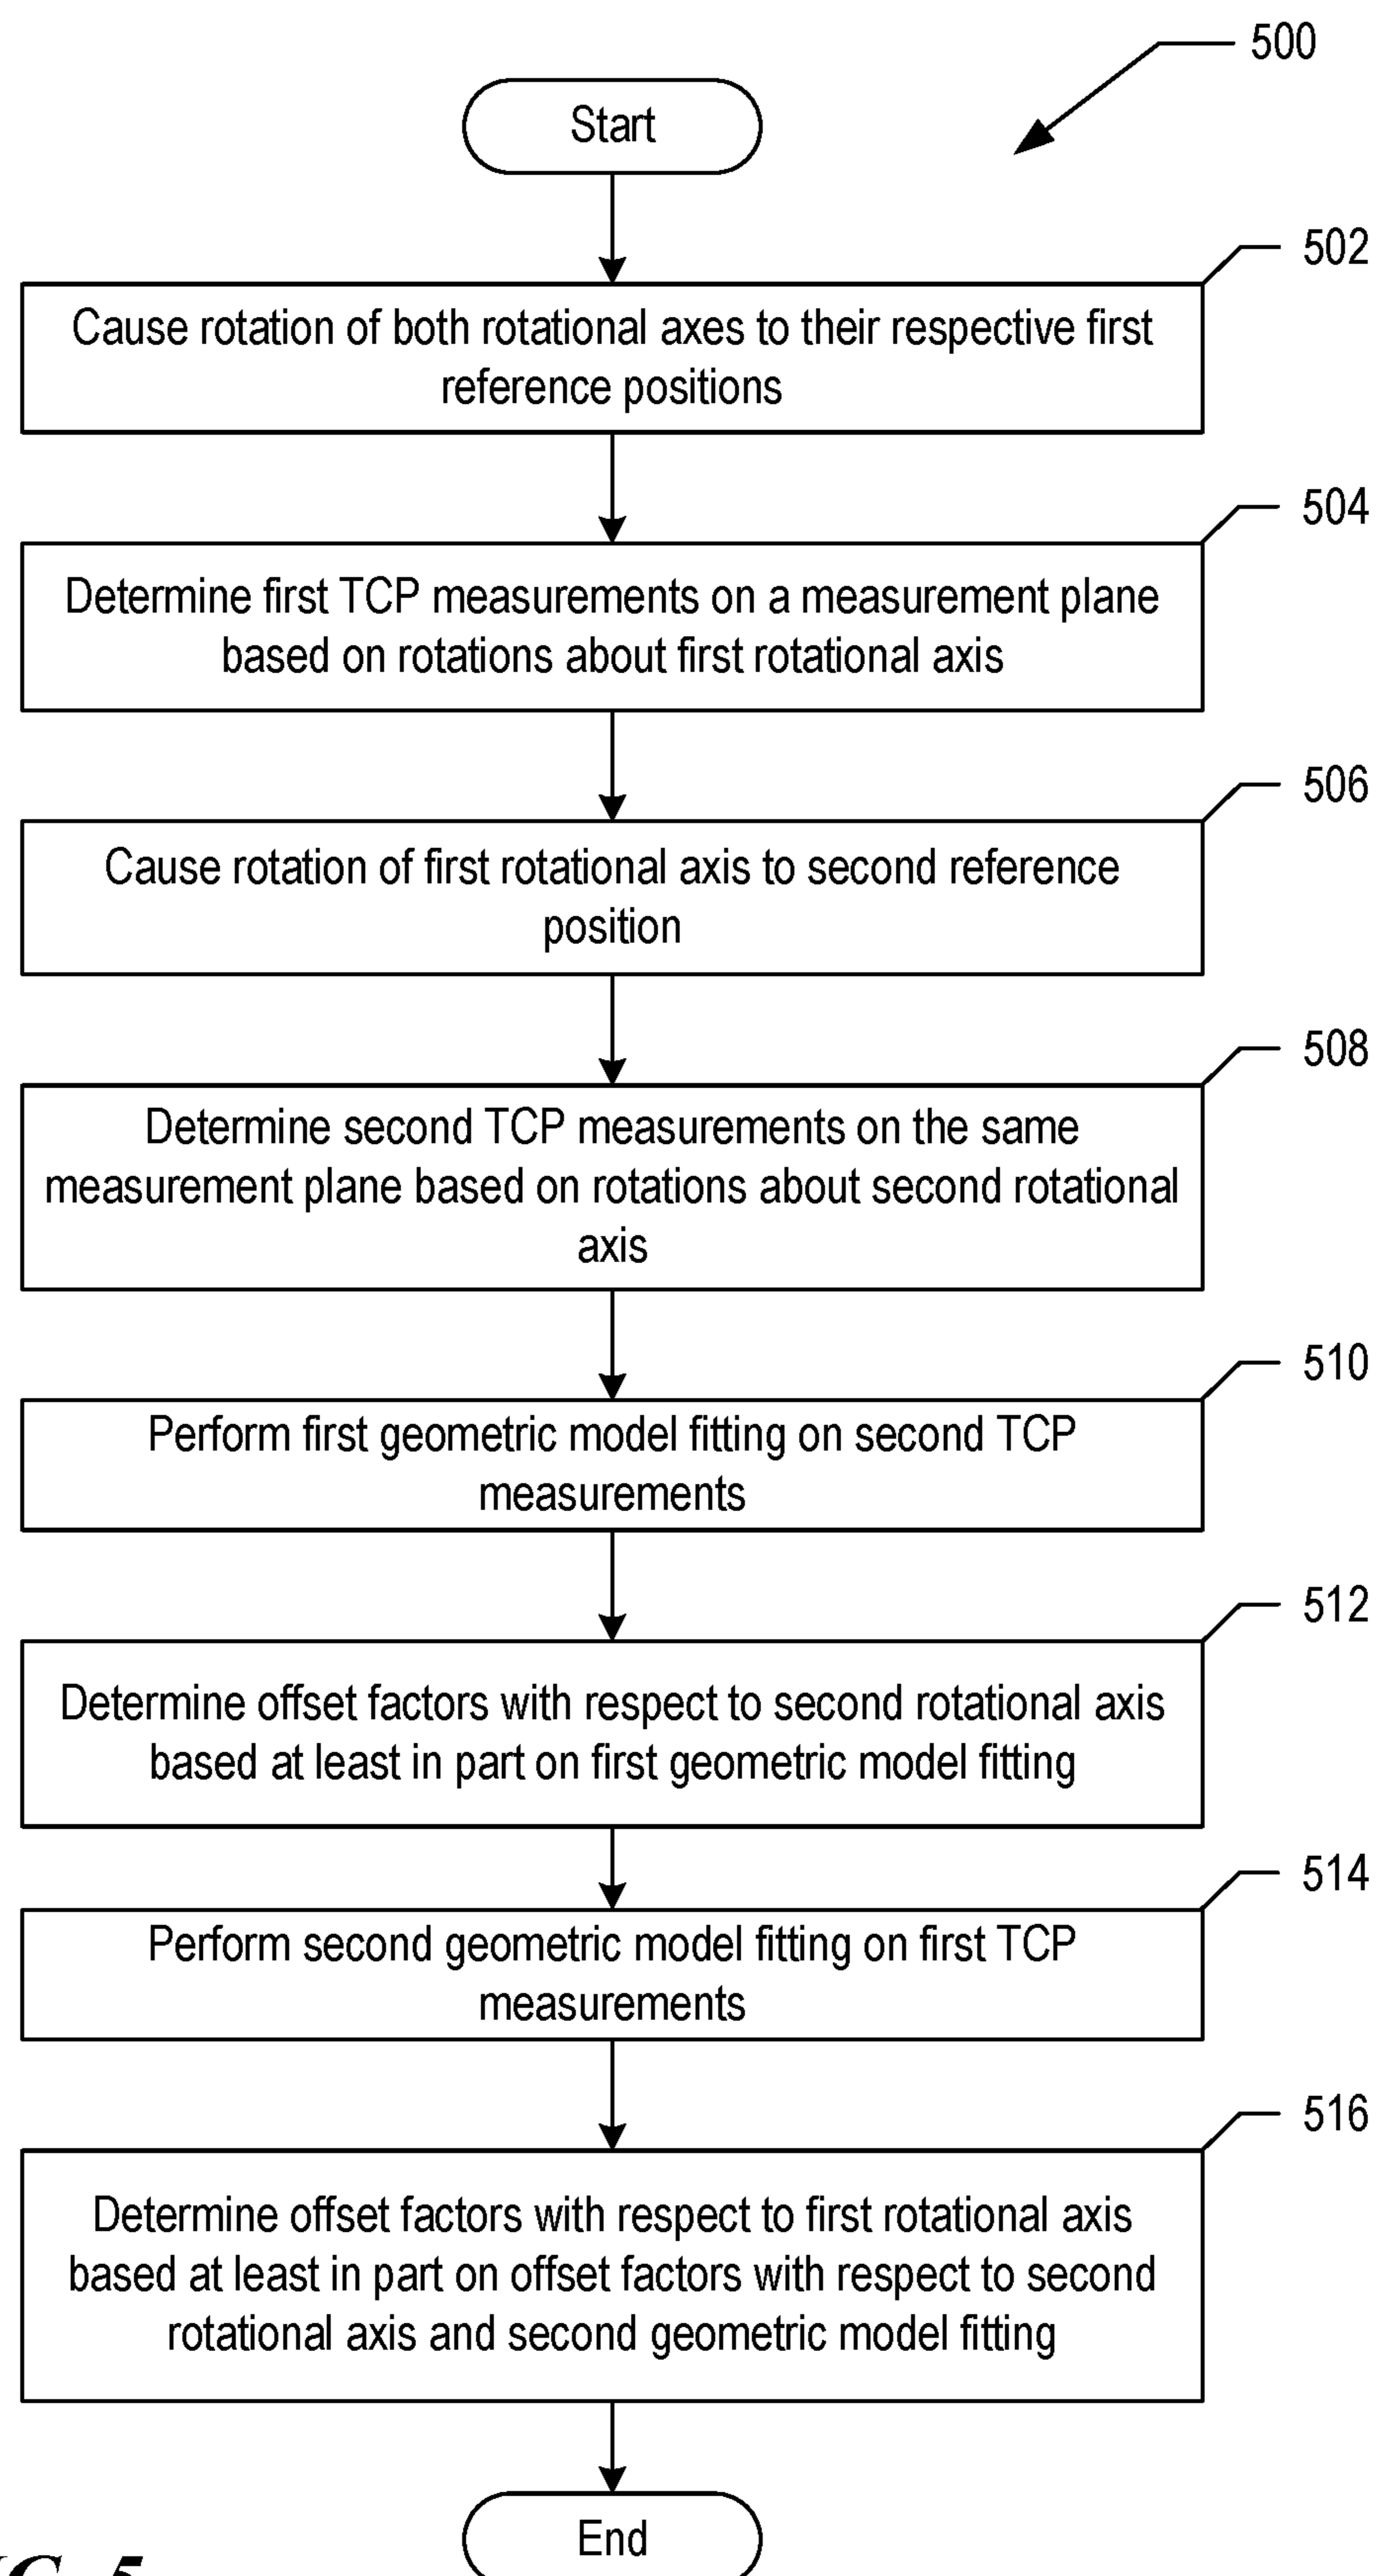 500
Start
502
Cause rotation of both rotational axes to their respective first
reference positions
504
Determine first TCP measurements on a measurement plane
based on rotations about first rotational axis
506
Cause rotation of first rotational axis to second reference
position
508
Determine second TCP measurements on the same
measurement plane based on rotations about second rotational
axis
510
Perform first geometric model fitting on second TCP
measurements
512
Determine offset factors with respect to second rotational axis
based at least in part on first geometric model fitting
514
Perform second geometric model fitting on first TCP
measurements
516
Determine offset factors with respect to first rotational axis
based at least in part on offset factors with respect to second
rotational axis and second geometric model fitting
End